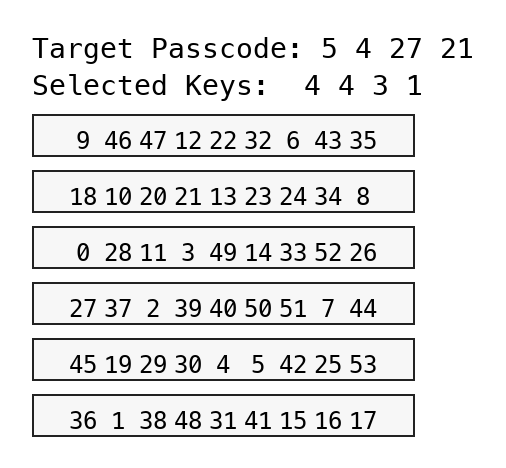 Target Passcode: 5 4 27 21
Selected Keys: 4 4 3 1
9 46 47 12 22 32 6 43 35
18 10 20 21 13 23 24 34 8
0 28 11 3 49 14 33 52 26
27 37 2 39 40 50 51 7 44
45 19 29 30 4 5 42 25 53
36 1 38 48 31 41 15 16 17